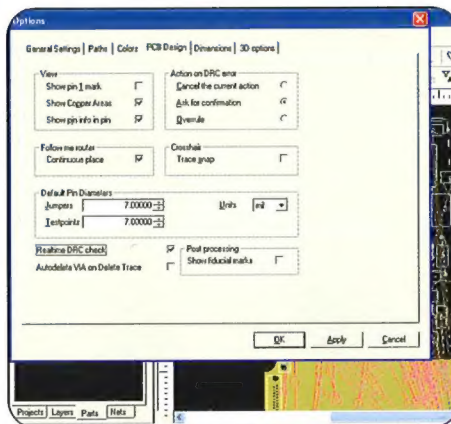 Options
General Settings | Paths | Colors | PCB Design | Dimensions | 3D options
View
Show pin 1 mark
Show Copper Areas
Show pin info in pin
Action on DRC error
Cancel the current action
Ask for confirmation
Overrule
Follow me router
Continuous place
Crosshair
Trace snap
Default Pin Diameters
Jumpers 7.00000
Units mil
Testpoints 7.00000
Realtime DRC check
Autodelete VIA on Delete Trace
Post processing
Show fiducial marks
OK Apply Cancel
Projects Layers Parts Nets